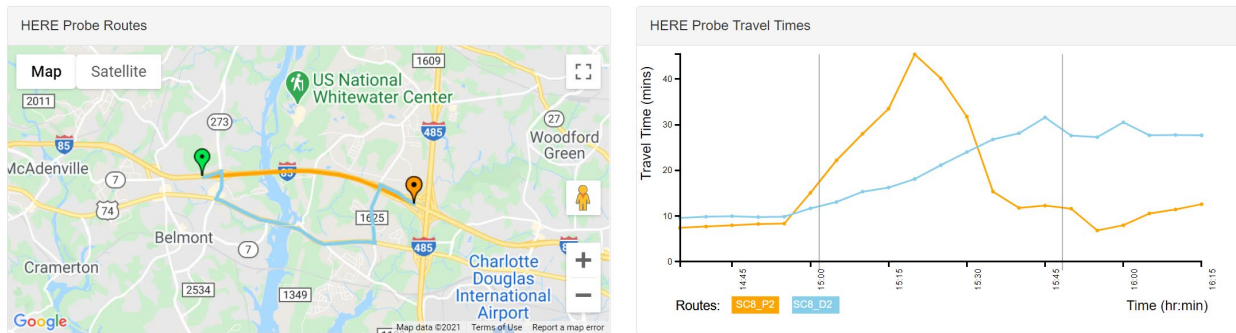 HERE Probe Routes
Map
Satellite
1609
US National
Whitewater Center
2011
273
27
485
Woodford
Green
85
McAdenville
85
7
74
1625
Belmont
7
485
Cramerton
Charlotte
Douglas
International
Airport
2534
1349
Google
Map data ©2021
Terms of Use
Report a map error
HERE Probe Travel Times
Travel Time (mins)
40
30
20
10
0
14:45
15:00
15:15
15:30
15:45
16:00
16:15
Routes:
SC8_P2
SC8_D2
Time (hr:min)